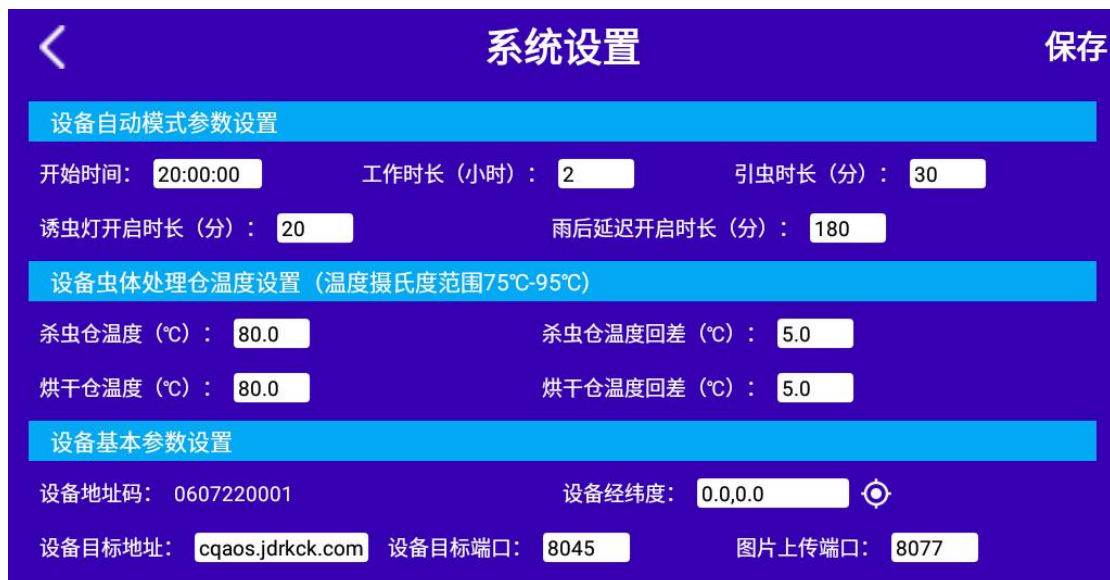 系统设置 保存
设备自动模式参数设置
开始时间： 20:00:00 工作时长（小时）： 2 引虫时长（分）： 30
诱虫灯开启时长（分）： 20 雨后延迟开启时长（分）： 180
设备虫体处理仓温度设置（温度摄氏度范围75℃-95℃）
杀虫仓温度（℃）： 80.0 杀虫仓温度回差（℃）： 5.0
烘干仓温度（℃）： 80.0 烘干仓温度回差（℃）： 5.0
设备基本参数设置
设备地址码： 0607220001 设备经纬度： 0.0,0.0
设备目标地址： cqaos.jdrkck.com 设备目标端口： 8045 图片上传端口： 8077